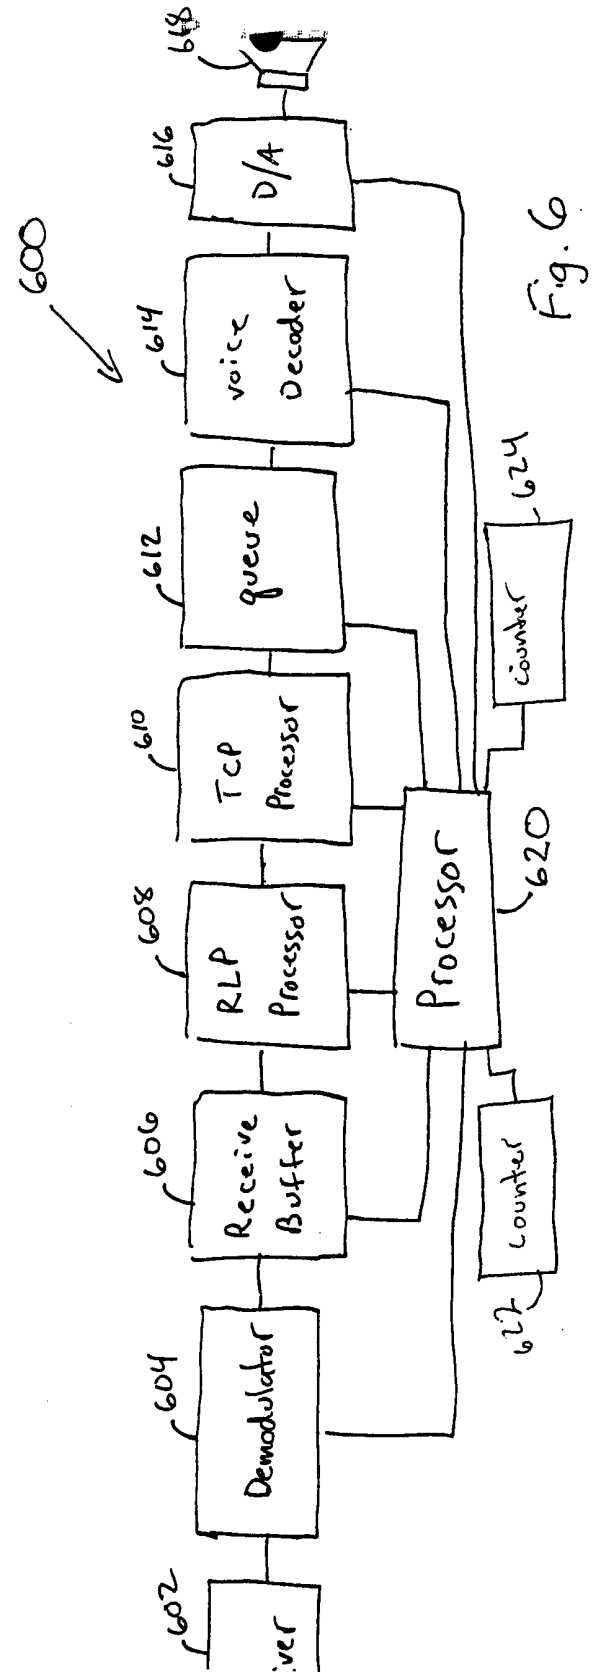 600
602
iver
604
Demodulator
606
Receive
Buffer
608
RLP
Processor
610
TCP
Processor
612
queue
614
Voice
Decoder
616
D/A
618
Processor
620
counter
622
counter
624
Fig. 6